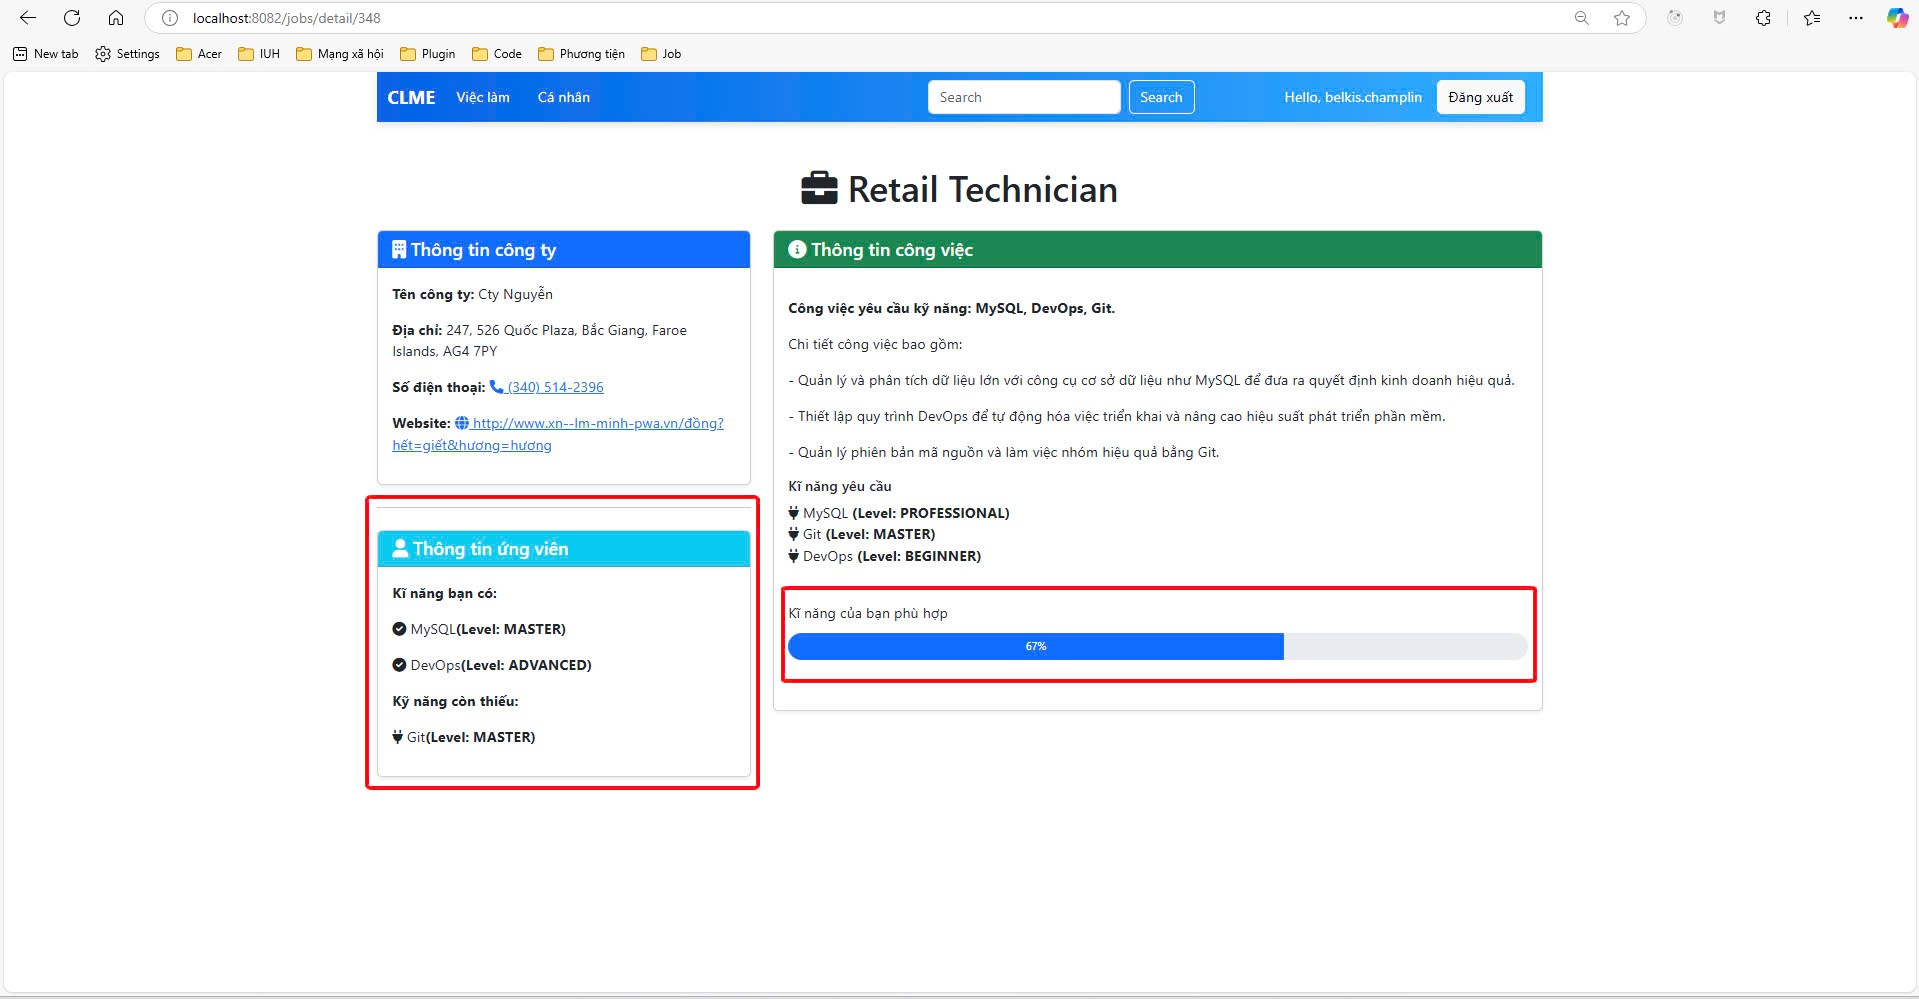 localhost:8082/jobs/detail/348
New tab Settings Acer IUH Mạng xã hội Plugin Code Phương tiện Job
CLME Việc làm Cá nhân Search Search Hello, belkis.champlin Đăng xuất
Retail Technician
Thông tin công ty
Tên công ty: Cty Nguyễn
Địa chỉ: 247, 526 Quốc Plaza, Bắc Giang, Faroe
Islands, AG4 7PY
Số điện thoại: (340) 514-2396
Website: http://www.xn--lm-minh-pwa.vn/đồng?
hết=giết&hương=hương
Thông tin ứng viên
Kĩ năng bạn có:
MySQL(Level: MASTER)
DevOps(Level: ADVANCED)
Kỹ năng còn thiếu:
Git(Level: MASTER)
Thông tin công việc
Công việc yêu cầu kỹ năng: MySQL, DevOps, Git.
Chi tiết công việc bao gồm:
- Quản lý và phân tích dữ liệu lớn với công cụ cơ sở dữ liệu như MySQL để đưa ra quyết định kinh doanh hiệu quả.
- Thiết lập quy trình DevOps để tự động hóa việc triển khai và nâng cao hiệu suất phát triển phần mềm.
- Quản lý phiên bản mã nguồn và làm việc nhóm hiệu quả bằng Git.
Kĩ năng yêu cầu
MySQL (Level: PROFESSIONAL)
Git (Level: MASTER)
DevOps (Level: BEGINNER)
Kĩ năng của bạn phù hợp
67%